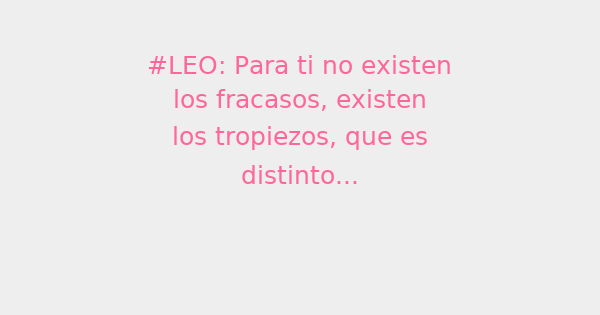 #LEO: Para ti no existen
los fracasos, existen
los tropiezos, que es
distinto...